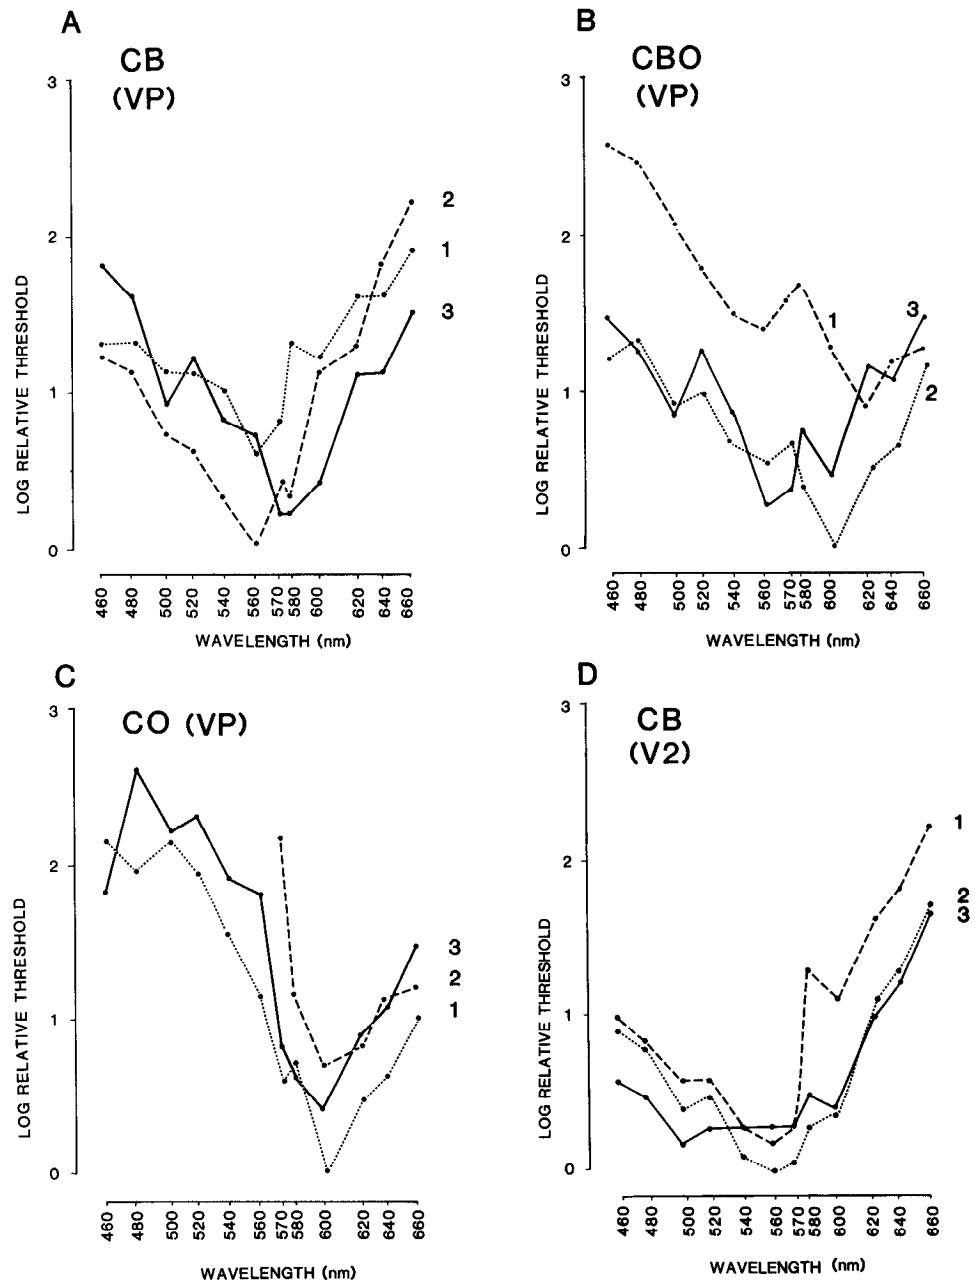 A
CB
(VP)
3
2
1
0
LOG RELATIVE THRESHOLD
2
1
3
460 480 500 520 540 560 570 580 600 620 640 660
WAVELENGTH (nm)
B
CBO
(VP)
3
2
1
0
LOG RELATIVE THRESHOLD
1
3
2
460 480 500 520 540 560 570 580 600 620 640 660
WAVELENGTH (nm)
C
CO (VP)
3
2
1
0
LOG RELATIVE THRESHOLD
3
2
1
460 480 500 520 540 560 570 580 600 620 640 660
WAVELENGTH (nm)
D
CB
(V2)
3
2
1
0
LOG RELATIVE THRESHOLD
1
2
3
460 480 500 520 540 560 570 580 600 620 640 660
WAVELENGTH (nm)